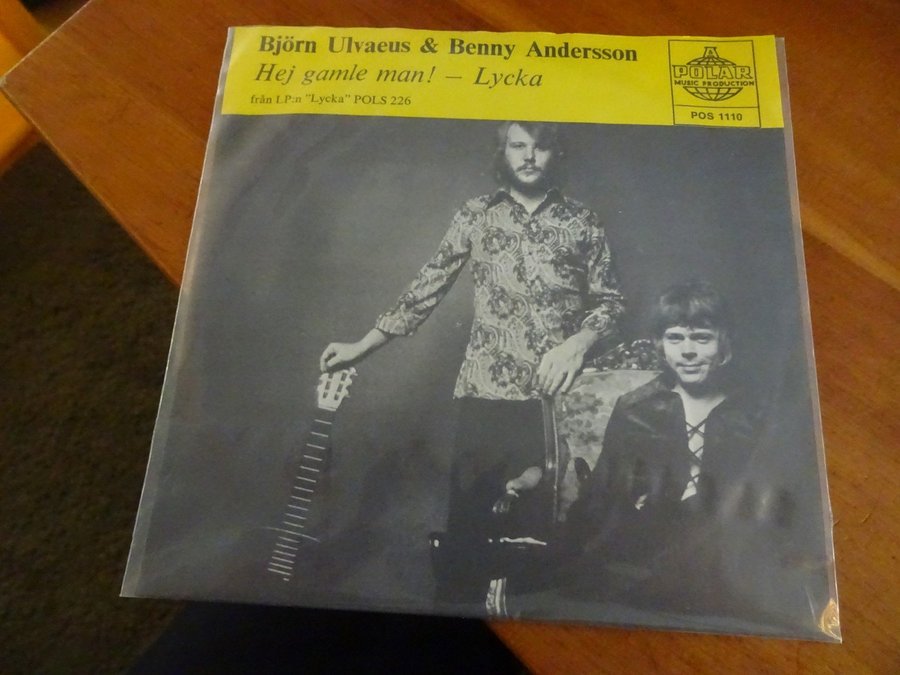 Björn Ulvaeus & Benny Andersson
Hej gamle man! – Lycka
från LP:n "Lycka" POLS 226
A
POLAR
MUSIC PRODUCTION
POS 1110